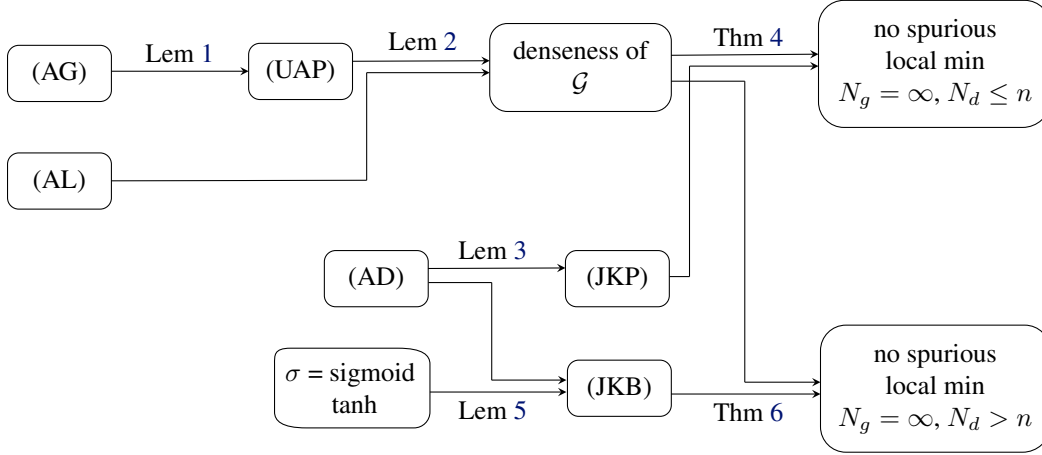 (AG)
Lem 1
(UAP)
Lem 2
denseness of
𝒢
Thm 4
no spurious
local min
N_g = ∞, N_d ≤ n
(AL)
(AD)
Lem 3
(JKP)
σ = sigmoid
tanh
Lem 5
(JKB)
Thm 6
no spurious
local min
N_g = ∞, N_d > n